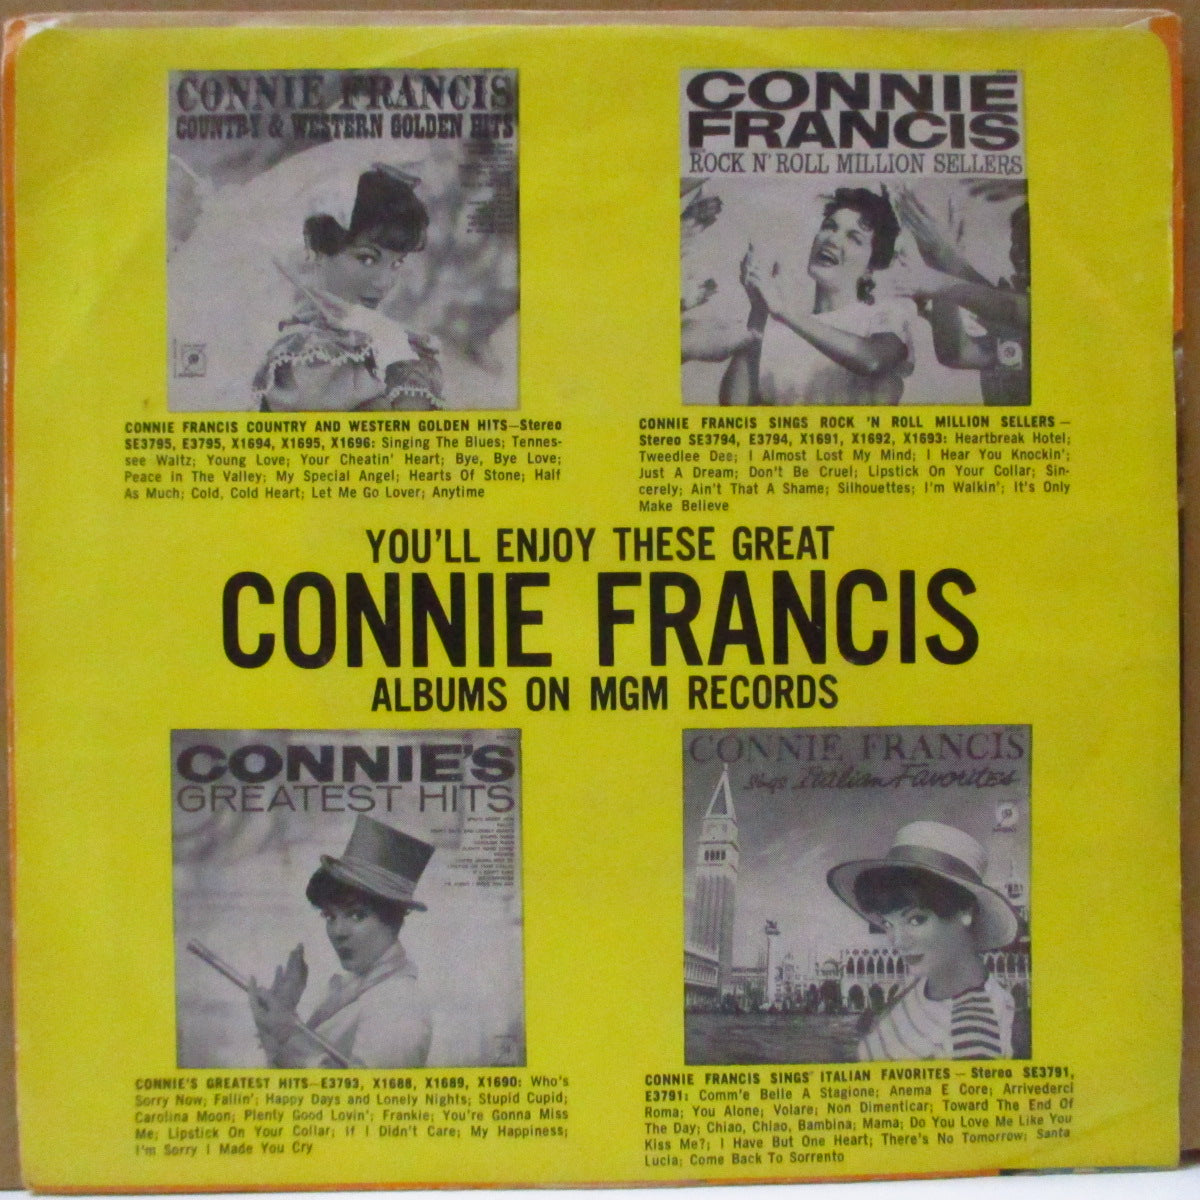 CONNIE FRANCIS
COUNTRY & WESTERN GOLDEN HITS
CONNIE
FRANCIS
ROCK N' ROLL MILLION SELLERS
CONNIE FRANCIS COUNTRY AND WESTERN GOLDEN HITS—Stereo
SE3795, E3795, X1694, X1695, X1696: Singing The Blues; Tennes-
see Waltz; Young Love; Your Cheatin' Heart; Bye, Bye Love;
Peace In The Valley; My Special Angel; Hearts Of Stone; Half
As Much; Cold, Cold Heart; Let Me Go Lover; Anytime
CONNIE FRANCIS SINGS ROCK 'N ROLL MILLION SELLERS —
Stereo SE3794, E3794, X1691, X1692, X1693: Heartbreak Hotel;
Tweedlee Dee; I Almost Lost My Mind; I Hear You Knockin';
Just A Dream; Don't Be Cruel; Lipstick On Your Collar; Sin-
cerely; Ain't That A Shame; Silhouettes; I'm Walkin'; It's Only
Make Believe
YOU'LL ENJOY THESE GREAT
CONNIE FRANCIS
ALBUMS ON MGM RECORDS
CONNIE'S
GREATEST HITS
CONNIE FRANCIS
Sings Italian Favorites
CONNIE'S GREATEST HITS—E3793, X1688, X1689, X1690: Who's
Sorry Now; Fallin'; Happy Days and Lonely Nights; Stupid Cupid;
Carolina Moon; Plenty Good Lovin'; Frankie; You're Gonna Miss
Me; Lipstick On Your Collar; If I Didn't Care; My Happiness;
I'm Sorry I Made You Cry
CONNIE FRANCIS SINGS ITALIAN FAVORITES — Stereo SE3791,
E3791: Comm'e Belle A Stagione; Anema E Core; Arrivederci
Roma; You Alone; Volare; Non Dimenticar; Toward The End Of
The Day; Chiao, Chiao, Bambina; Mama; Do You Love Me Like You
Kiss Me?; I Have But One Heart; There's No Tomorrow; Santa
Lucia; Come Back To Sorrento